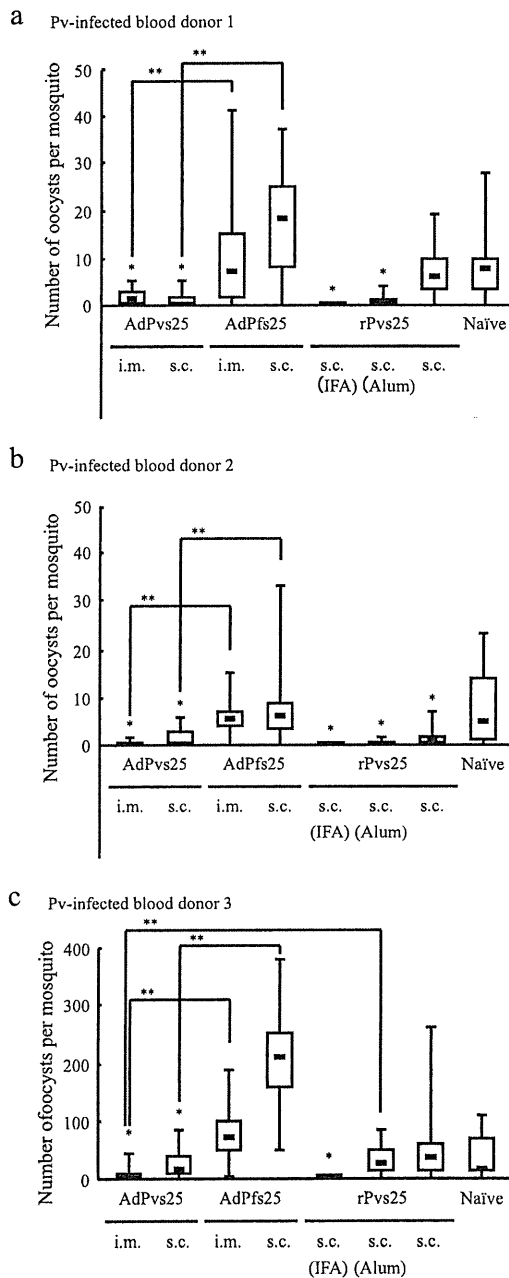 a
Pv-infected blood donor 1
Number of oocysts per mosquito
50
40
30
20
10
0
**
**
*
*
*
*
AdPvs25
AdPfs25
rPvs25
Naïve
i.m.
s.c.
i.m.
s.c.
s.c.
s.c.
s.c.
(IFA)
(Alum)
b
Pv-infected blood donor 2
Number of oocysts per mosquito
50
40
30
20
10
0
**
**
*
*
*
*
*
AdPvs25
AdPfs25
rPvs25
Naïve
i.m.
s.c.
i.m.
s.c.
s.c.
s.c.
s.c.
(IFA)
(Alum)
c
Pv-infected blood donor 3
Number ofoocysts per mosquito
400
300
200
100
0
**
**
**
*
*
*
AdPvs25
AdPfs25
rPvs25
Naïve
i.m.
s.c.
i.m.
s.c.
s.c.
s.c.
s.c.
(IFA)
(Alum)